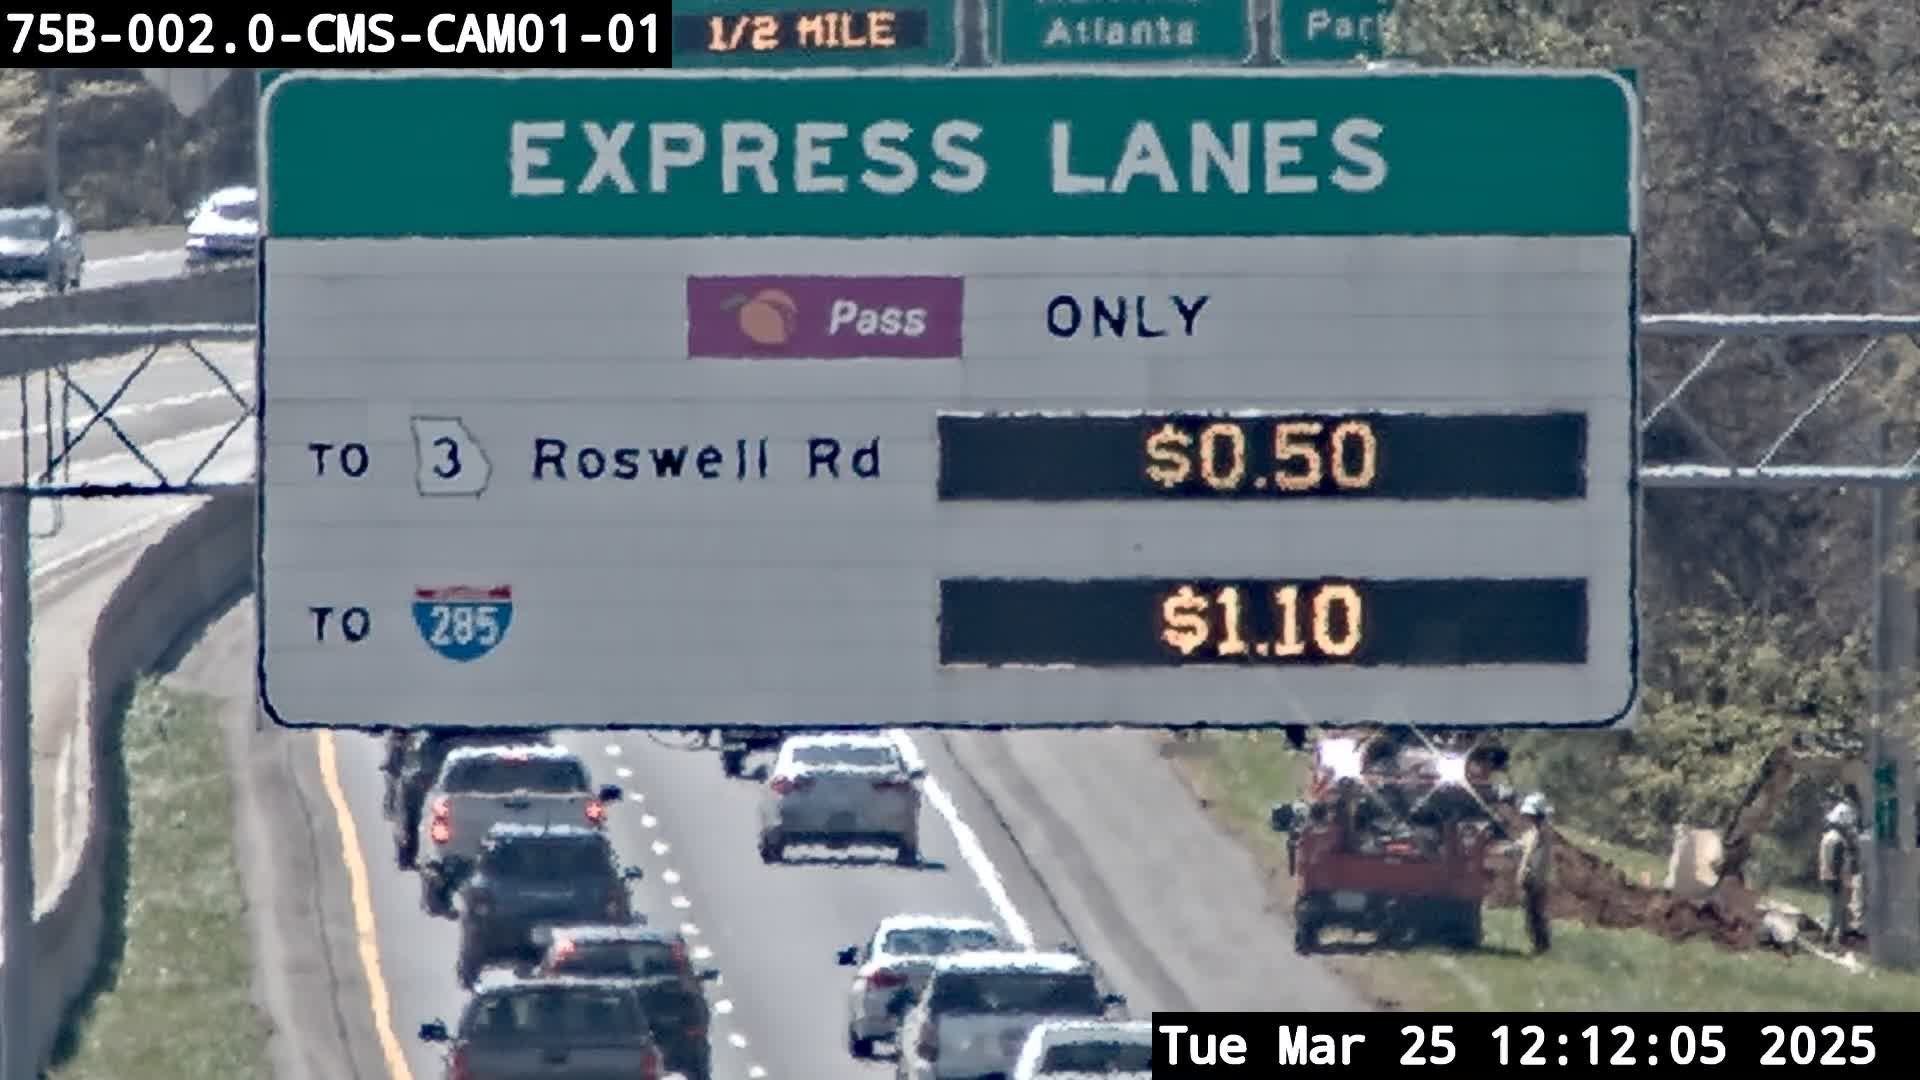 75B-002.0-CMS-CAM01-01
1/2 MILE
Atlanta
EXPRESS LANES
Pass ONLY
TO 3 Roswell Rd $0.50
TO 285 $1.10
Tue Mar 25 12:12:05 2025